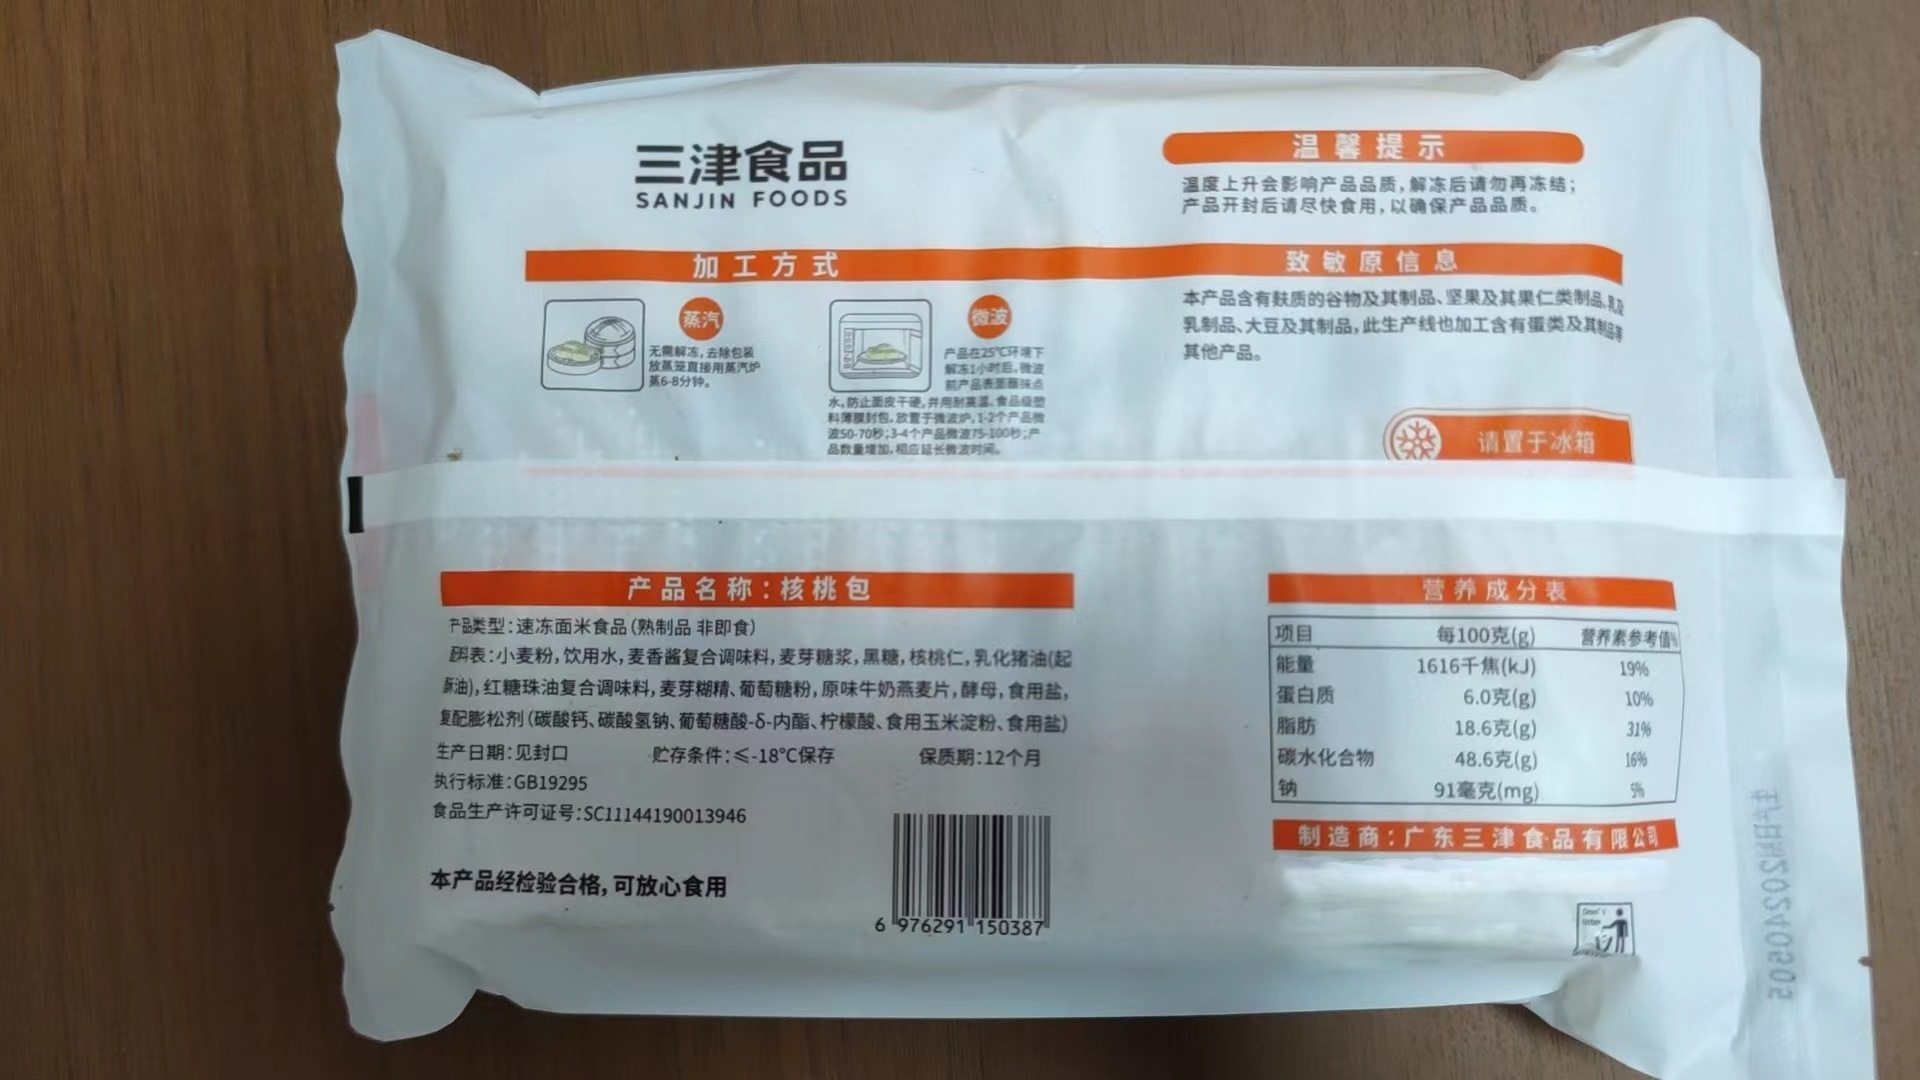 三津食品
SANJIN FOODS
加工方式
蒸汽
无需解冻,去除包装
放蒸笼直接用蒸汽炉
蒸6-8分钟。
微波
产品在25℃环境下
解冻1小时后,微波
前产品表面蘸抹点
水,防止面皮干硬,并用耐高温、食品级塑
料薄膜封包,放置于微波炉,1-2个产品微
波50-70秒;3-4个产品微波75-100秒;产
品数量增加,相应延长微波时间。
温馨提示
温度上升会影响产品品质,解冻后请勿再冻结;
产品开封后请尽快食用,以确保产品品质。
致敏原信息
本产品含有麸质的谷物及其制品、坚果及其果仁类制品、乳及
乳制品、大豆及其制品,此生产线也加工含有蛋类及其制品等
其他产品。
请置于冰箱
产品名称:核桃包
产品类型:速冻面米食品(熟制品 非即食)
配料表:小麦粉,饮用水,麦香酱复合调味料,麦芽糖浆,黑糖,核桃仁,乳化猪油(起
酥油),红糖珠油复合调味料,麦芽糊精、葡萄糖粉,原味牛奶燕麦片,酵母,食用盐,
复配膨松剂(碳酸钙、碳酸氢钠、葡萄糖酸-δ-内酯、柠檬酸、食用玉米淀粉、食用盐)
生产日期:见封口 贮存条件:≤-18℃保存 保质期:12个月
执行标准:GB19295
食品生产许可证号:SC11144190013946
本产品经检验合格,可放心食用
6 976291 150387
营养成分表
项目 每100克(g) 营养素参考值%
能量 1616千焦(kJ) 19%
蛋白质 6.0克(g) 10%
脂肪 18.6克(g) 31%
碳水化合物 48.6克(g) 16%
钠 91毫克(mg) 5%
制造商:广东三津食品有限公司
20240505